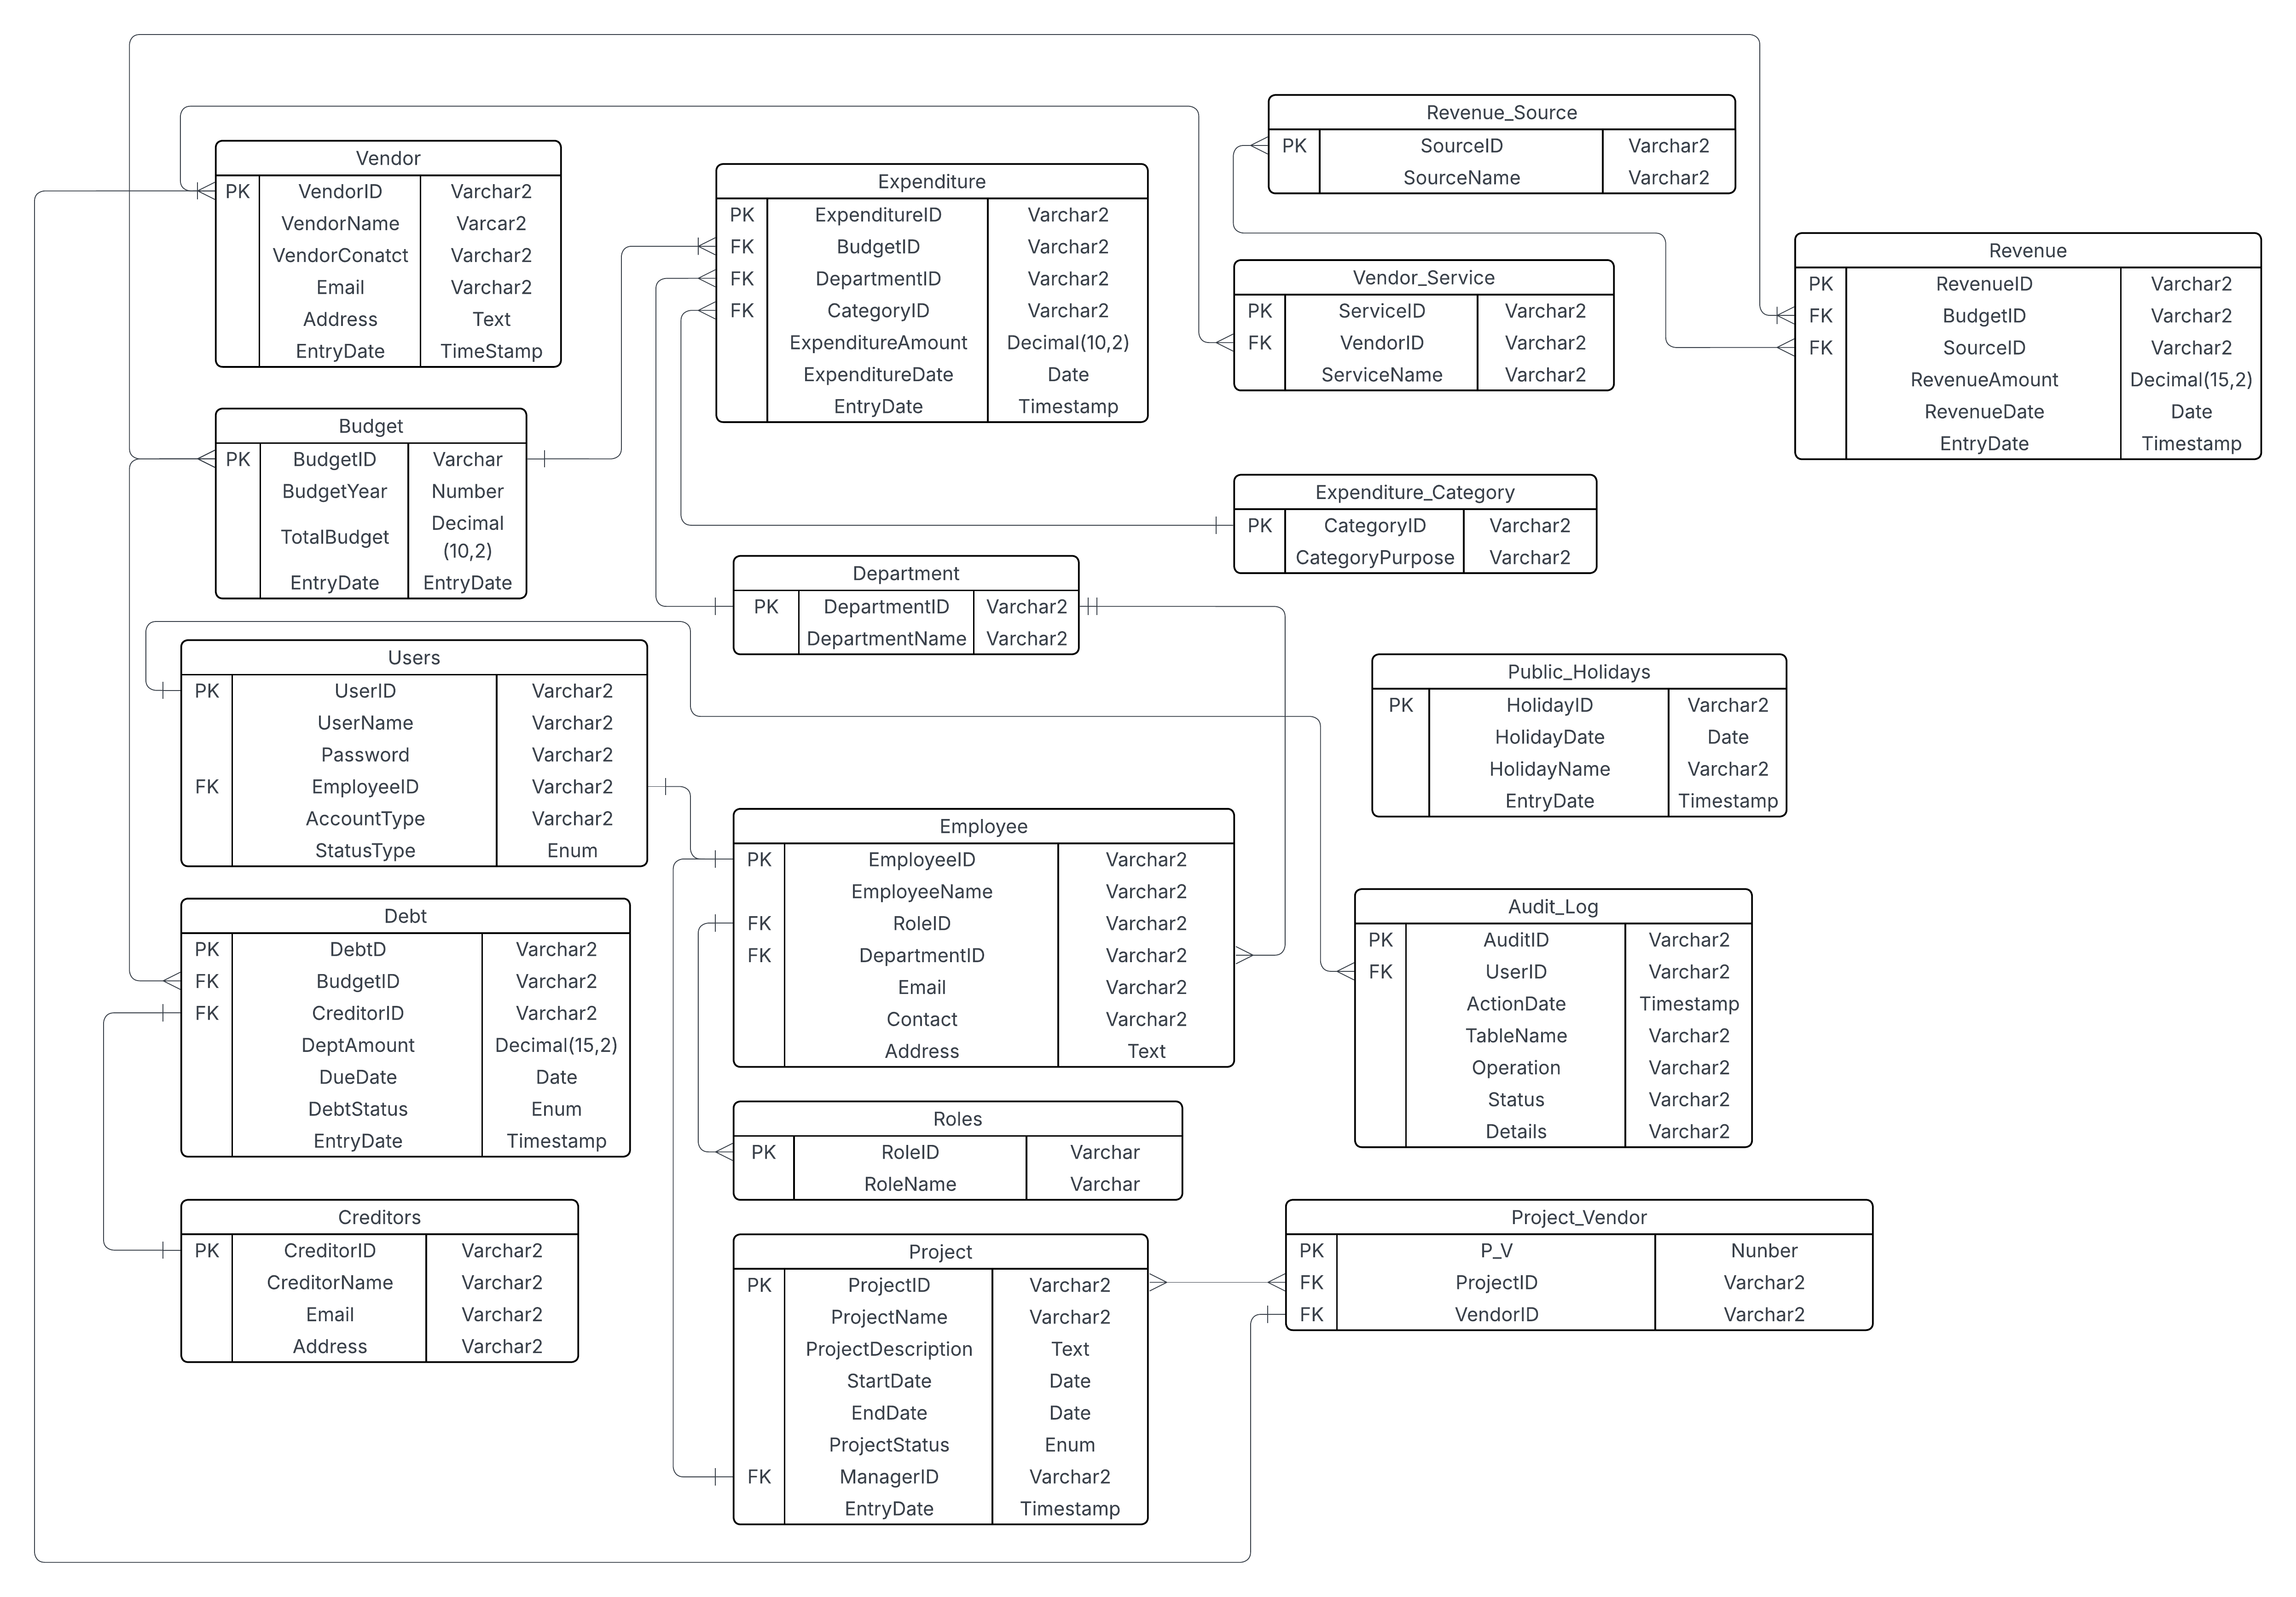 Vendor
PK VendorID Varchar2
VendorName Varcar2
VendorConatct Varchar2
Email Varchar2
Address Text
EntryDate TimeStamp
Budget
PK BudgetID Varchar
BudgetYear Number
TotalBudget Decimal
(10,2)
EntryDate EntryDate
Users
PK UserID Varchar2
UserName Varchar2
Password Varchar2
FK EmployeeID Varchar2
AccountType Varchar2
StatusType Enum
Debt
PK DebtD Varchar2
FK BudgetID Varchar2
FK CreditorID Varchar2
DeptAmount Decimal(15,2)
DueDate Date
DebtStatus Enum
EntryDate Timestamp
Creditors
PK CreditorID Varchar2
CreditorName Varchar2
Email Varchar2
Address Varchar2
Expenditure
PK ExpenditureID Varchar2
FK BudgetID Varchar2
FK DepartmentID Varchar2
FK CategoryID Varchar2
ExpenditureAmount Decimal(10,2)
ExpenditureDate Date
EntryDate Timestamp
Department
PK DepartmentID Varchar2
DepartmentName Varchar2
Employee
PK EmployeeID Varchar2
EmployeeName Varchar2
FK RoleID Varchar2
FK DepartmentID Varchar2
Email Varchar2
Contact Varchar2
Address Text
Roles
PK RoleID Varchar
RoleName Varchar
Project
PK ProjectID Varchar2
ProjectName Varchar2
ProjectDescription Text
StartDate Date
EndDate Date
ProjectStatus Enum
FK ManagerID Varchar2
EntryDate Timestamp
Revenue_Source
PK SourceID Varchar2
SourceName Varchar2
Vendor_Service
PK ServiceID Varchar2
FK VendorID Varchar2
ServiceName Varchar2
Expenditure_Category
PK CategoryID Varchar2
CategoryPurpose Varchar2
Public_Holidays
PK HolidayID Varchar2
HolidayDate Date
HolidayName Varchar2
EntryDate Timestamp
Audit_Log
PK AuditID Varchar2
FK UserID Varchar2
ActionDate Timestamp
TableName Varchar2
Operation Varchar2
Status Varchar2
Details Varchar2
Project_Vendor
PK P_V Nunber
FK ProjectID Varchar2
FK VendorID Varchar2
Revenue
PK RevenueID Varchar2
FK BudgetID Varchar2
FK SourceID Varchar2
RevenueAmount Decimal(15,2)
RevenueDate Date
EntryDate Timestamp